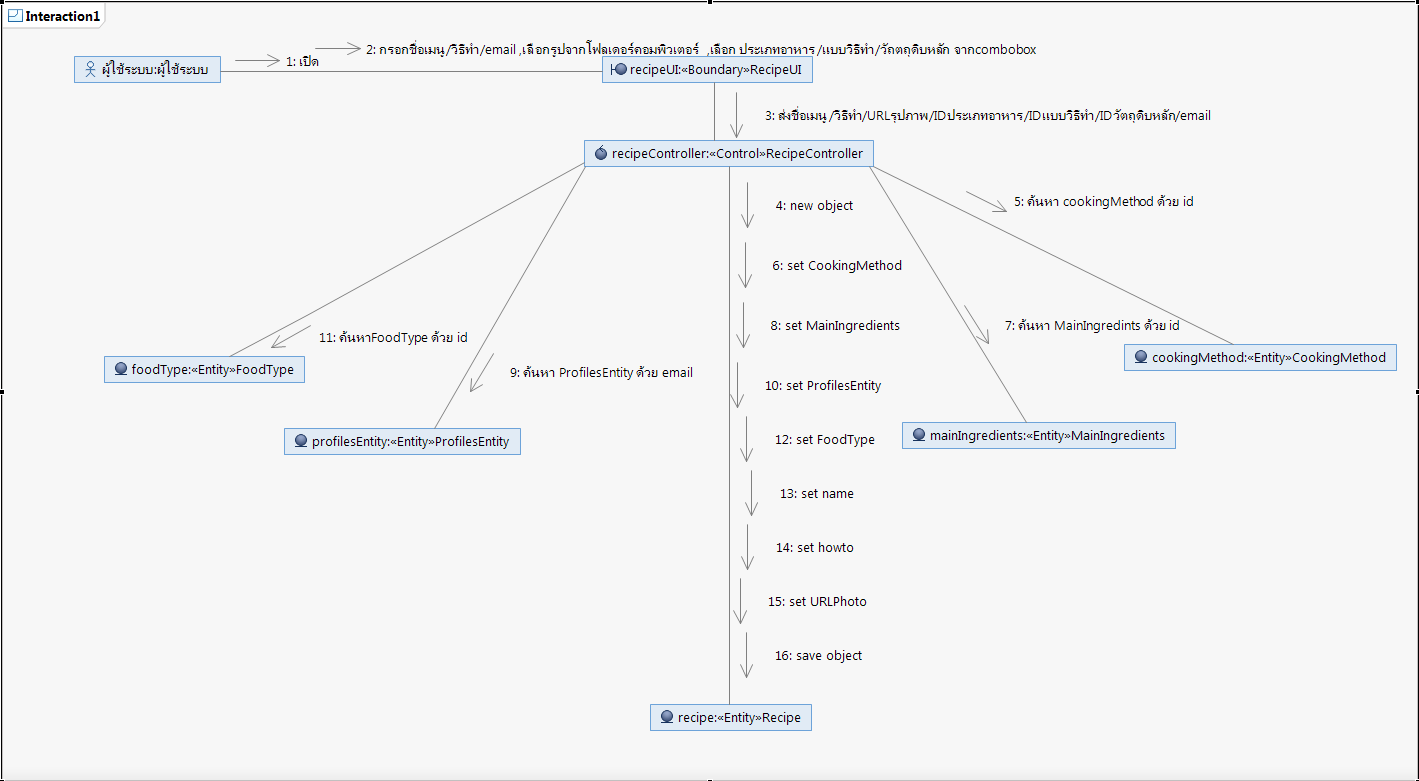 Interaction1
2: กรอกชื่อเมนู/วิธีทำ/email ,เลือกรูปจากโฟลเดอร์คอมพิวเตอร์ ,เลือก ประเภทอาหาร/แบบวิธีทำ/วัถตถุดิบหลัก จากcombobox
1: เปิด
ผู้ใช้ระบบ:ผู้ใช้ระบบ
recipeUI:«Boundary»RecipeUI
3: ส่งชื่อเมนู/วิธีทำ/URLรุปภาพ/IDประเภทอาหาร/IDแบบวิธีทำ/IDวัตถุดิบหลัก/email
recipeController:«Control»RecipeController
4: new object
5: ค้นหา cookingMethod ด้วย id
6: set CookingMethod
8: set MainIngredients
7: ค้นหา MainIngredints ด้วย id
11: ค้นหาFoodType ด้วย id
cookingMethod:«Entity»CookingMethod
foodType:«Entity»FoodType
9: ค้นหา ProfilesEntity ด้วย email
10: set ProfilesEntity
profilesEntity:«Entity»ProfilesEntity
12: set FoodType
mainIngredients:«Entity»MainIngredients
13: set name
14: set howto
15: set URLPhoto
16: save object
recipe:«Entity»Recipe